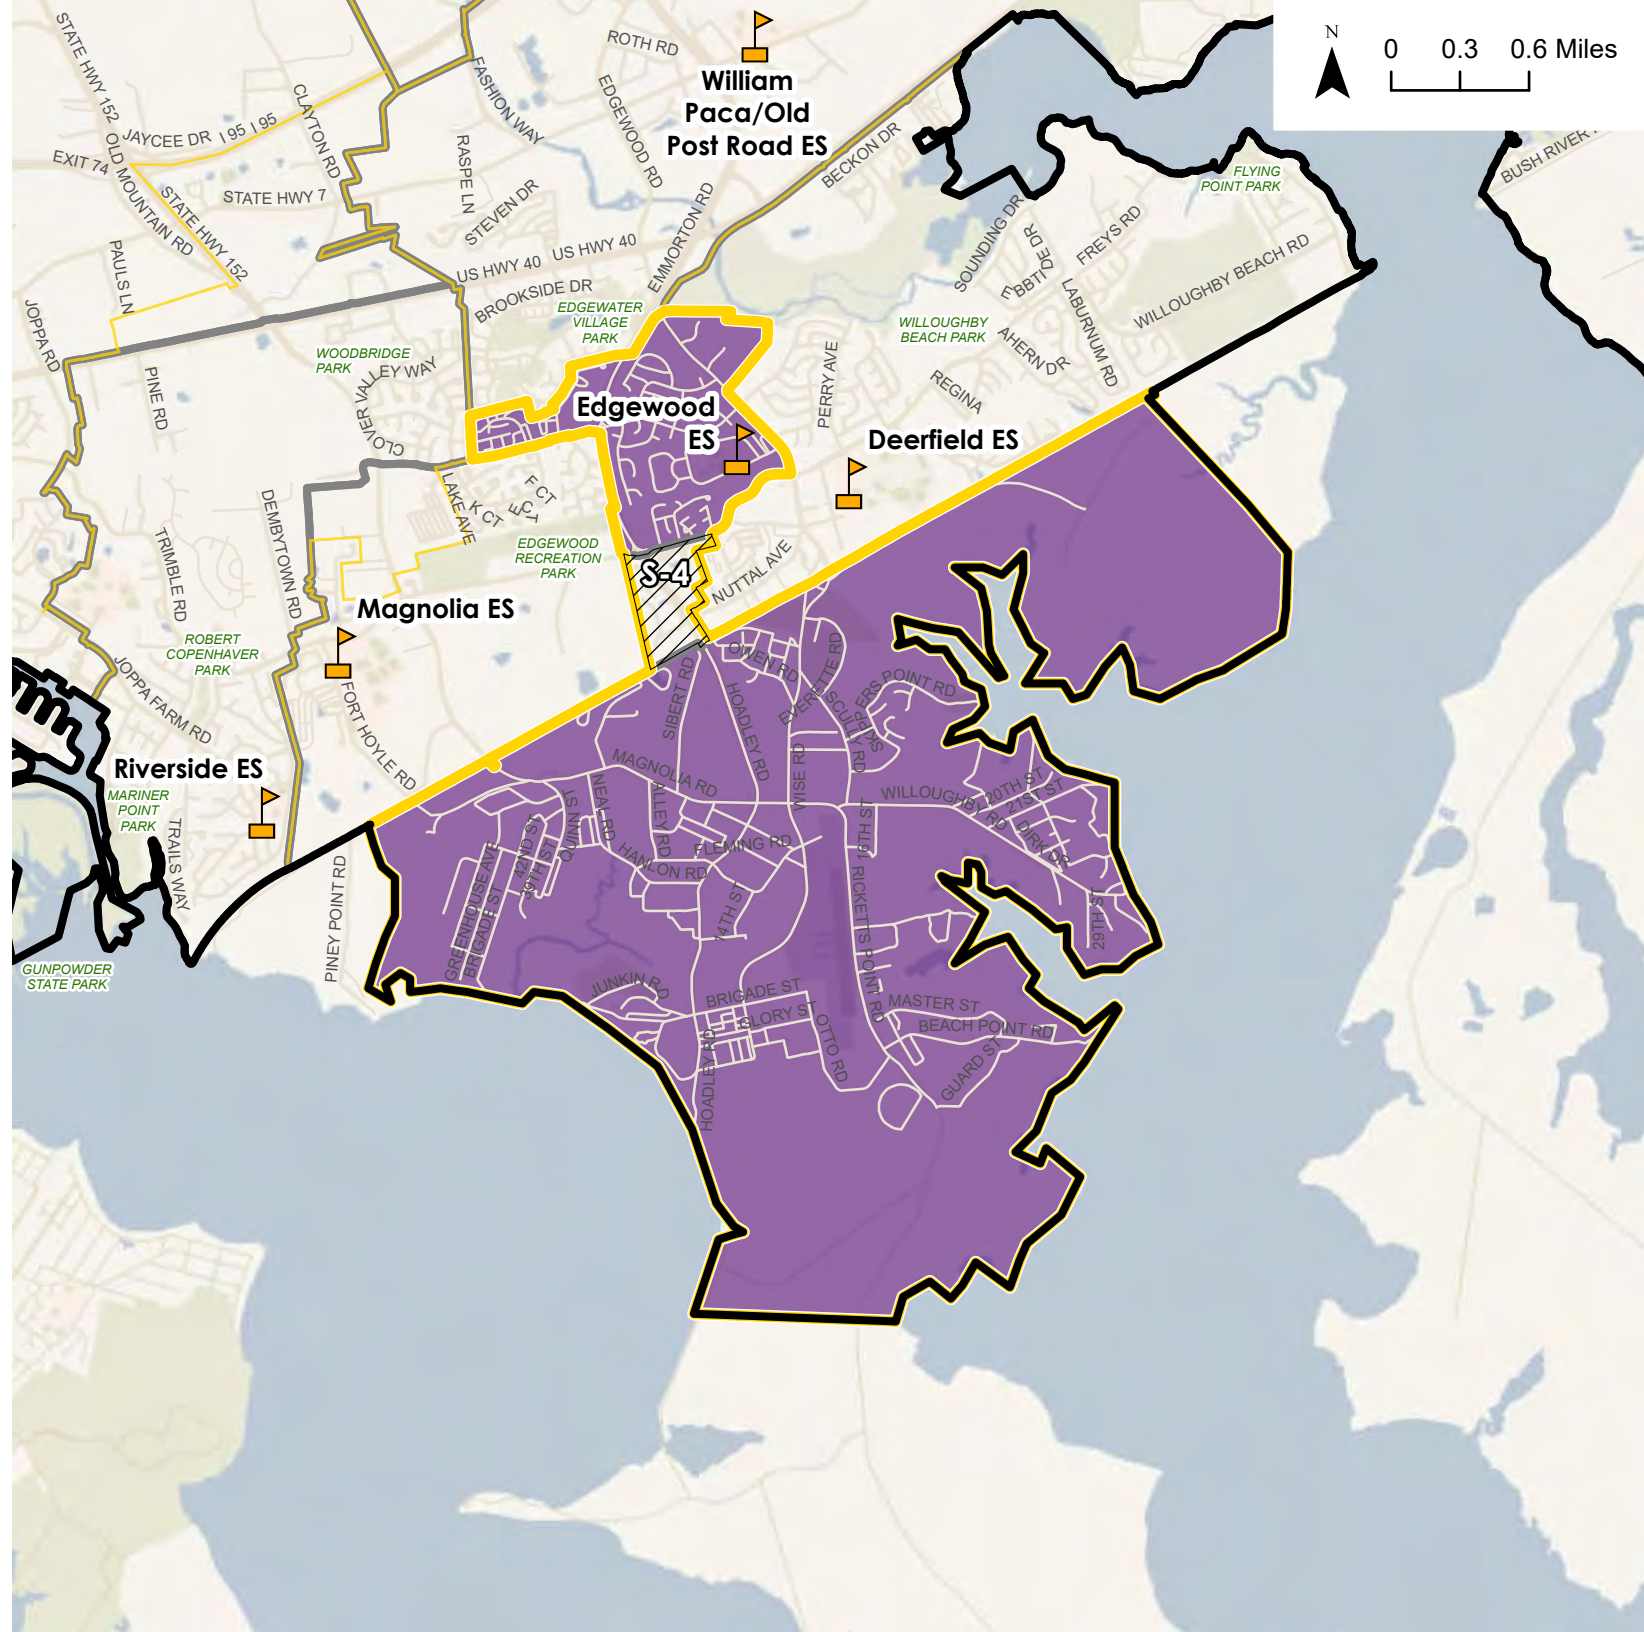 N
0 0.3 0.6 Miles
STATE HWY 152
ROTH RD
William
Paca/Old
Post Road ES
FASHION WAY
CLAYTON RD
EDGEWOOD RD
JAYCEE DR
I 95
I 95
EXIT 74
OLD MOUNTAIN RD
RASPE LN
BECKON DR
BUSH RIVER
FLYING
POINT PARK
STATE HWY 7
STATE HWY 152
STEVEN DR
EMMORTON RD
SOUNDING DR
FREYS RD
PAULS LN
US HWY 40
US HWY 40
EBBTIDE DR
WILLOUGHBY BEACH RD
BROOKSIDE DR
LABURNUM RD
JOPPA RD
EDGEWATER
VILLAGE
PARK
WILLOUGHBY
BEACH PARK
AHERN DR
WOODBRIDGE
PARK
CLOVER VALLEY WAY
PERRY AVE
REGINA
PINE RD
Edgewood
ES
Deerfield ES
LAKE AVE
F CT
K CT
E CT
DEMBYTOWN RD
EDGEWOOD
RECREATION
PARK
S-4
NUTTAL AVE
TRIMBLE RD
Magnolia ES
ROBERT
COPENHAVER
PARK
JOPPA FARM RD
FORT HOYLE RD
SIBERT RD
OWEN RD
HOADLEY RD
EVERETTE RD
SCULLY RD
SKIPPERS POINT RD
Riverside ES
MARINER
POINT
PARK
MAGNOLIA RD
WISE RD
WILLOUGHBY RD
20TH ST
21ST ST
TRAILS WAY
QUINN ST
NEAL RD
LILLEY RD
FLEMING RD
16TH ST
DIRK DR
42ND ST
39TH ST
HANLON RD
PINEY POINT RD
GREENHOUSE AVE
BRIGADE ST
14TH ST
RICKETTS POINT RD
29TH ST
GUNPOWDER
STATE PARK
JUNKIN RD
BRIGADE ST
GLORY ST
OTTO RD
MASTER ST
BEACH POINT RD
GUARD ST
HOADLEY RD